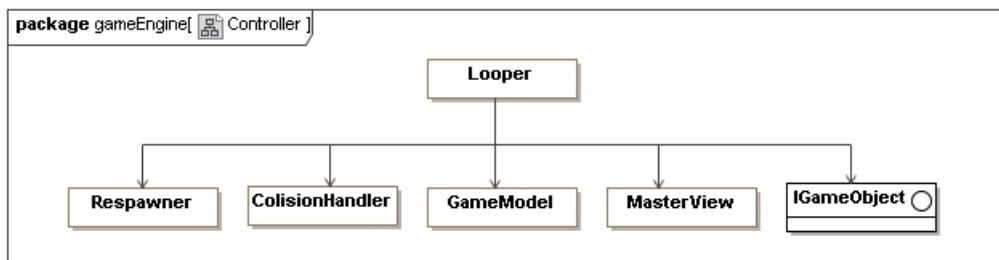 package gameEngine[ Controller ]
Looper
Respawner
ColisionHandler
GameModel
MasterView
IGameObject